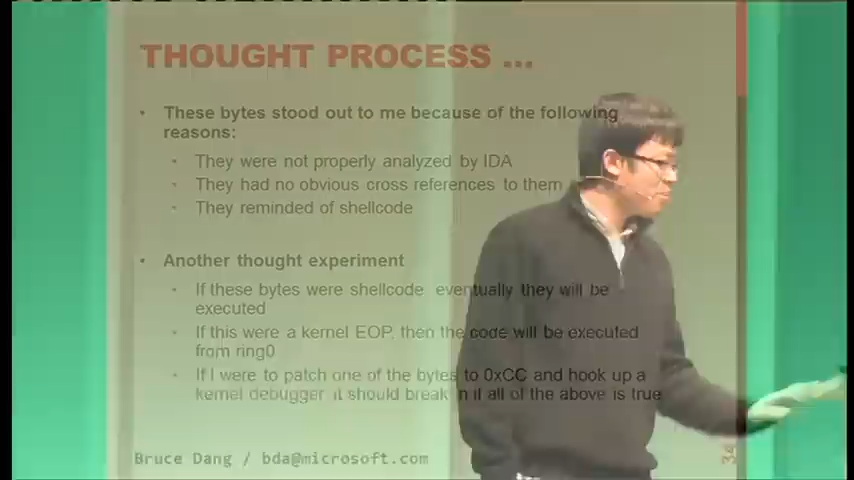 THOUGHT PROCESS ...
• These bytes stood out to me because of the following
reasons:
• They were not properly analyzed by IDA
• They had no obvious cross references to them
• They reminded of shellcode
• Another thought experiment
• If these bytes were shellcode eventually they will be
executed
• If this were a kernel EOP, then the code will be executed
from ring0
• If I were to patch one of the bytes to 0xCC and hook up a
kernel debugger it should break in if all of the above is true
Bruce Dang / bda@microsoft.com